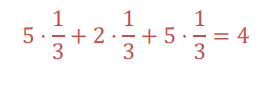 5 · 1/3 + 2 · 1/3 + 5 · 1/3 = 4